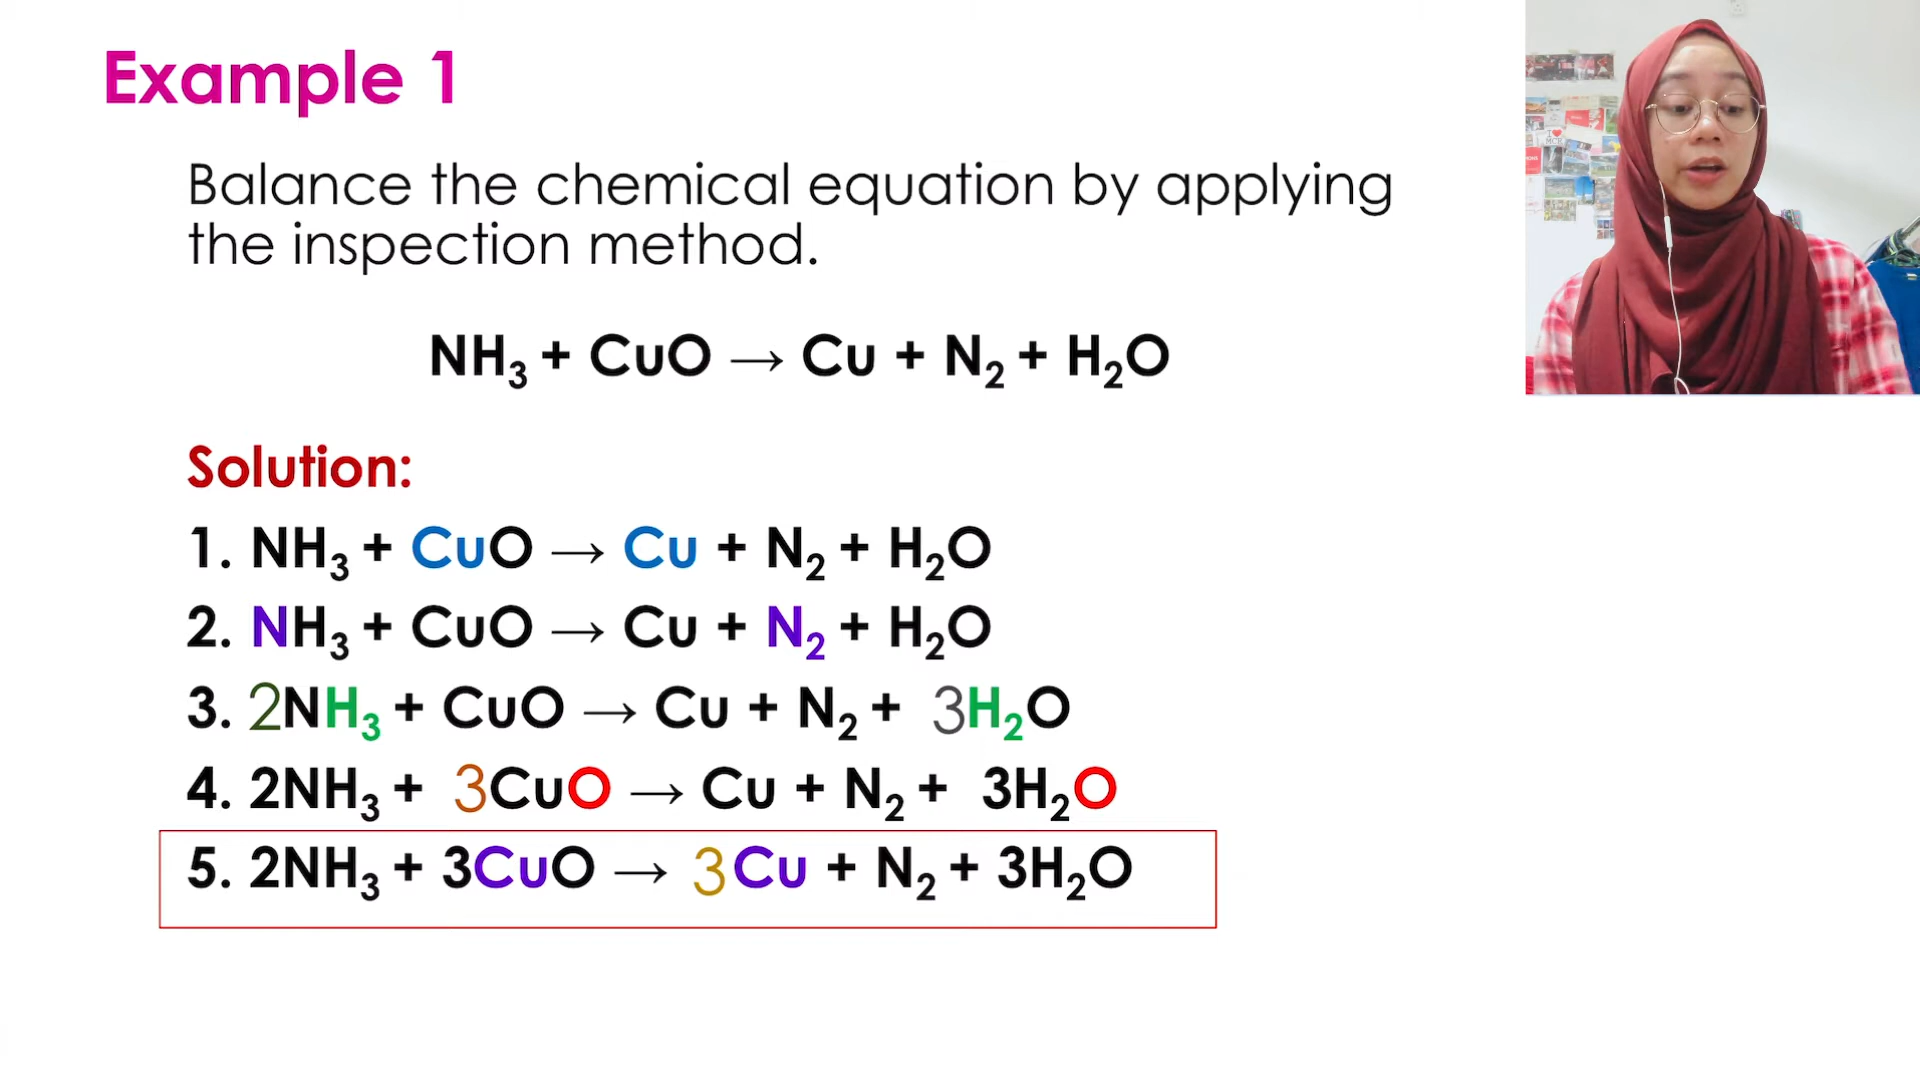 Example 1
Balance the chemical equation by applying
the inspection method.
NH₃ + CuO → Cu + N₂ + H₂O
Solution:
1. NH₃ + CuO → Cu + N₂ + H₂O
2. NH₃ + CuO → Cu + N₂ + H₂O
3. 2NH₃ + CuO → Cu + N₂ + 3H₂O
4. 2NH₃ + 3CuO → Cu + N₂ + 3H₂O
5. 2NH₃ + 3CuO → 3Cu + N₂ + 3H₂O